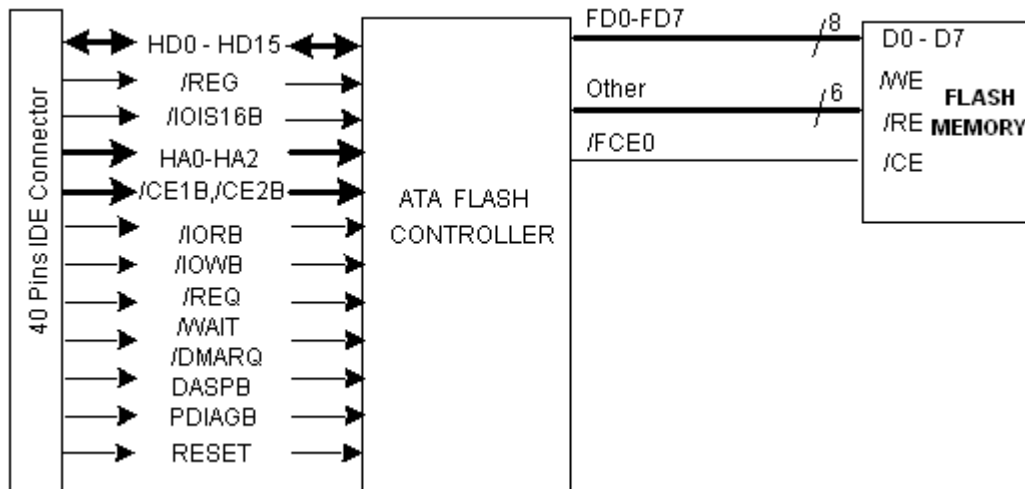 40 Pins IDE Connector
HD0 - HD15
/REG
/IOIS16B
HA0-HA2
/CE1B,/CE2B
/IORB
/IOWB
/REQ
/WAIT
/DMARQ
DASPB
PDIAGB
RESET
ATA FLASH
CONTROLLER
FD0-FD7
/8
Other
/6
/FCE0
D0 - D7
/WE
/RE
/CE
FLASH
MEMORY